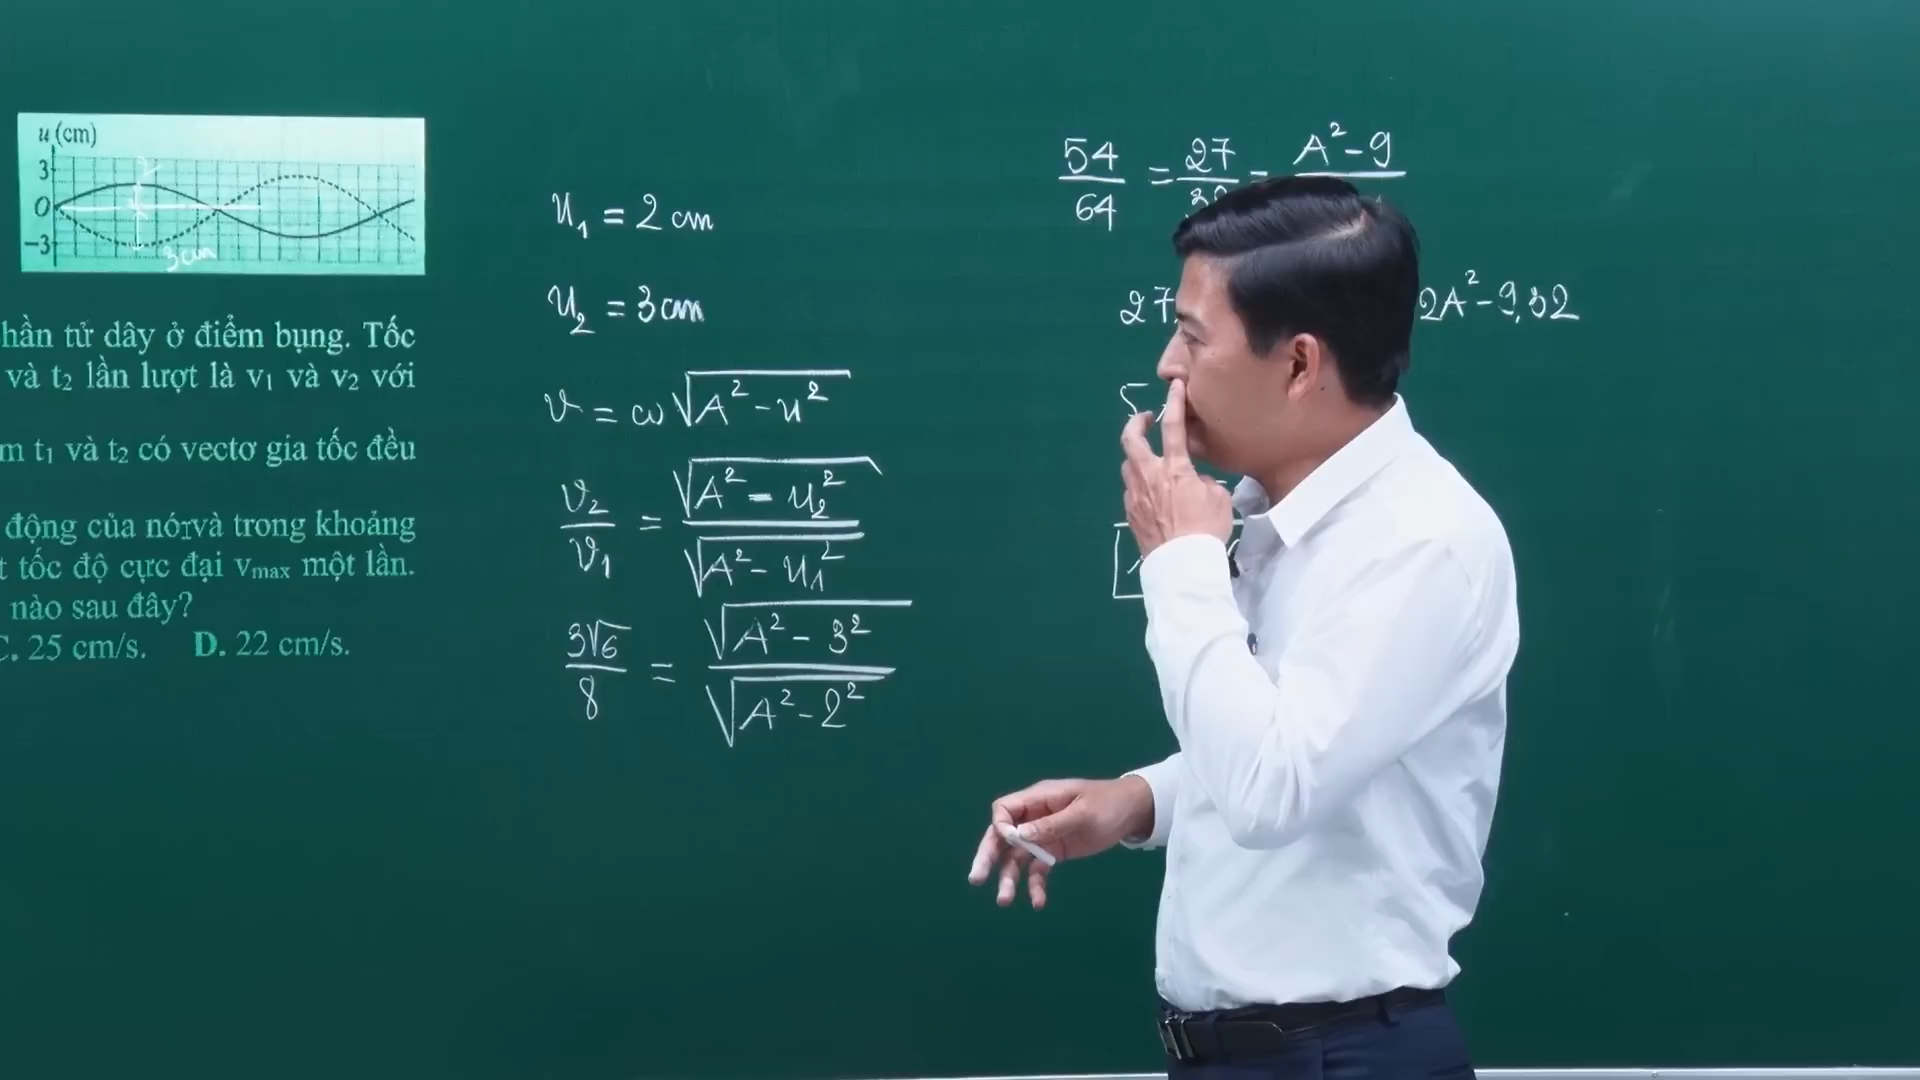 u (cm)
3
2
O
-3
3cm
hần tử dây ở điểm bụng. Tốc
và t₂ lần lượt là v₁ và v₂ với
m t₁ và t₂ có vectơ gia tốc đều
động của nó và trong khoảng
t tốc độ cực đại vmax một lần.
nào sau đây?
C. 25 cm/s. D. 22 cm/s.
u₁ = 2 cm
u₂ = 3 cm
v = ω√(A² - u²)
v₂/v₁ = √(A² - u₂²)/√(A² - u₁²)
3√6/8 = √(A² - 3²)/√(A² - 2²)
54/64 = 27/32 = A² - 9
27
2A² - 9.32
5